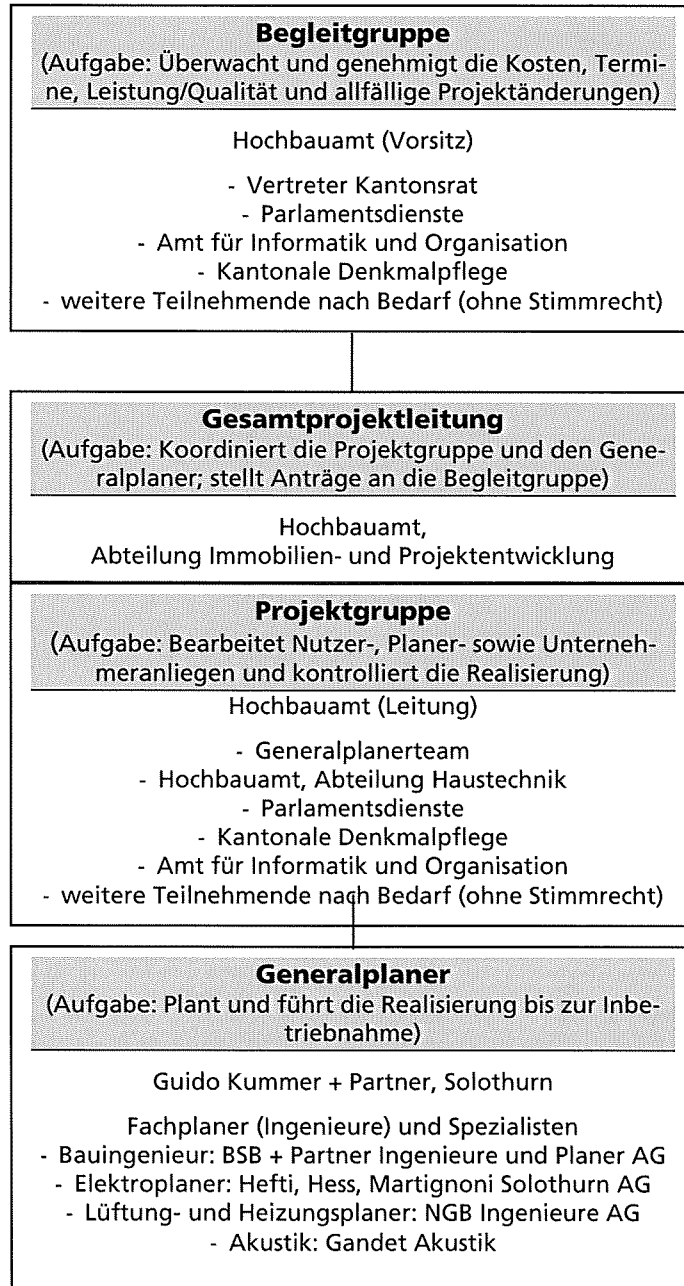 Begleitgruppe
(Aufgabe: Überwacht und genehmigt die Kosten, Termi-
ne, Leistung/Qualität und allfällige Projektänderungen)
Hochbauamt (Vorsitz)
- Vertreter Kantonsrat
- Parlamentsdienste
- Amt für Informatik und Organisation
- Kantonale Denkmalpflege
- weitere Teilnehmende nach Bedarf (ohne Stimmrecht)
Gesamtprojektleitung
(Aufgabe: Koordiniert die Projektgruppe und den Gene-
ralplaner; stellt Anträge an die Begleitgruppe)
Hochbauamt,
Abteilung Immobilien- und Projektentwicklung
Projektgruppe
(Aufgabe: Bearbeitet Nutzer-, Planer- sowie Unterneh-
meranliegen und kontrolliert die Realisierung)
Hochbauamt (Leitung)
- Generalplanerteam
- Hochbauamt, Abteilung Haustechnik
- Parlamentsdienste
- Kantonale Denkmalpflege
- Amt für Informatik und Organisation
- weitere Teilnehmende nach Bedarf (ohne Stimmrecht)
Generalplaner
(Aufgabe: Plant und führt die Realisierung bis zur Inbe-
triebnahme)
Guido Kummer + Partner, Solothurn
Fachplaner (Ingenieure) und Spezialisten
- Bauingenieur: BSB + Partner Ingenieure und Planer AG
- Elektroplaner: Hefti, Hess, Martignoni Solothurn AG
- Lüftung- und Heizungsplaner: NGB Ingenieure AG
- Akustik: Gandet Akustik